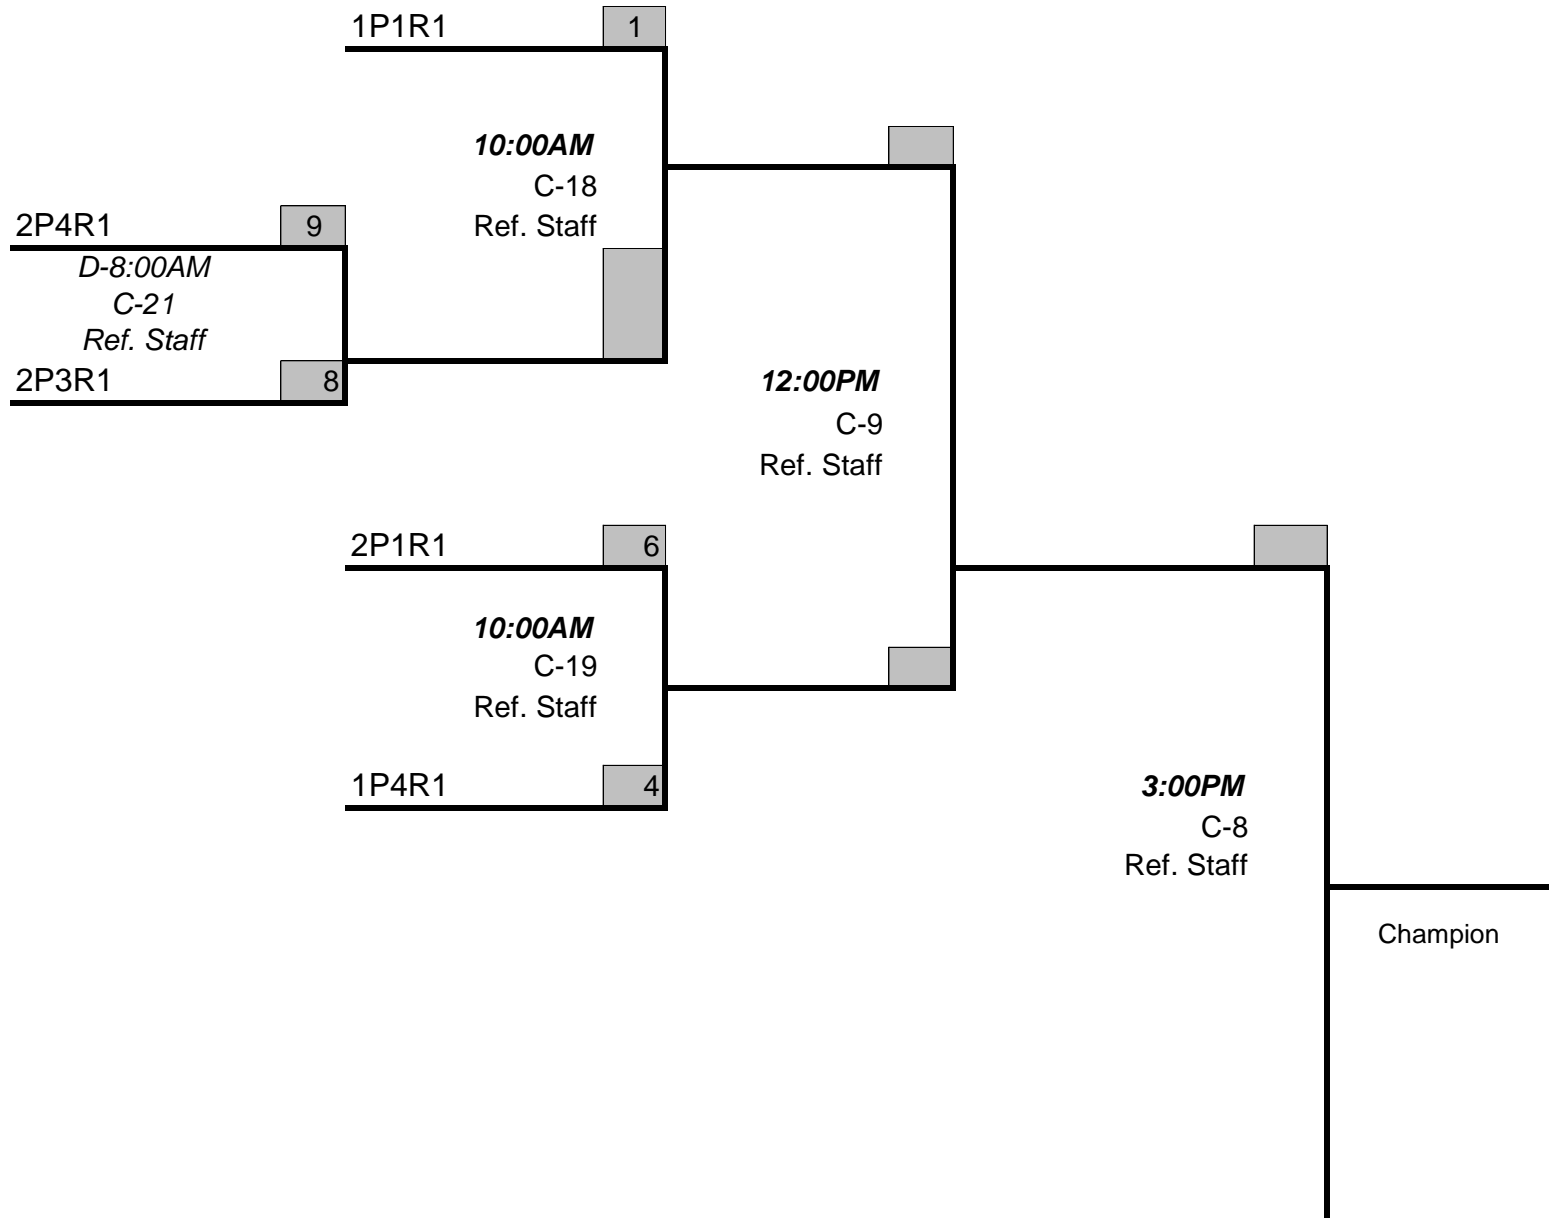 1P1R1 1
10:00AM
C-18
Ref. Staff
2P4R1 9
D-8:00AM
C-21
Ref. Staff
2P3R1 8
12:00PM
C-9
Ref. Staff
2P1R1 6
10:00AM
C-19
Ref. Staff
1P4R1 4
3:00PM
C-8
Ref. Staff
Champion